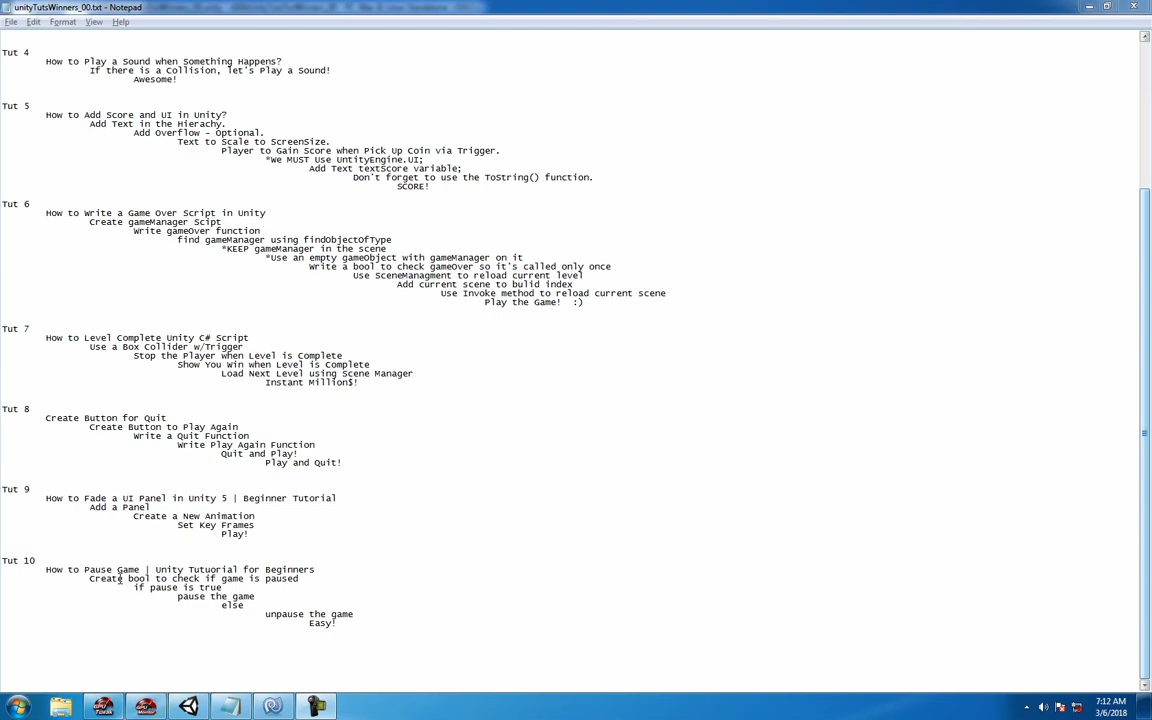 unityTutsWinners_00.txt - Notepad
File Edit Format View Help
Tut 4
How to Play a Sound when Something Happens?
If there is a Collision, let's Play a Sound!
Awesome!
Tut 5
How to Add Score and UI in Unity?
Add Text in the Hierachy.
Add Overflow - Optional.
Text to Scale to ScreenSize.
Player to Gain Score when Pick Up Coin via Trigger.
*We MUST Use UntityEngine.UI;
Add Text textScore variable;
Don't forget to use the ToString() function.
SCORE!
Tut 6
How to Write a Game Over Script in Unity
Create gameManager Scipt
Write gameOver function
find gameManager using findObjectOfType
*KEEP gameManager in the scene
*Use an empty gameObject with gameManager on it
Write a bool to check gameOver so it's called only once
Use SceneManagment to reload current level
Add current scene to bulid index
Use Invoke method to reload current scene
Play the Game!  :)
Tut 7
How to Level Complete Unity C# Script
Use a Box Collider w/Trigger
Stop the Player when Level is Complete
Show You Win when Level is Complete
Load Next Level using Scene Manager
Instant Million$!
Tut 8
Create Button for Quit
Create Button to Play Again
Write a Quit Function
Write Play Again Function
Quit and Play!
Play and Quit!
Tut 9
How to Fade a UI Panel in Unity 5 | Beginner Tutorial
Add a Panel
Create a New Animation
Set Key Frames
Play!
Tut 10
How to Pause Game | Unity Tutuorial for Beginners
Create bool to check if game is paused
if pause is true
pause the game
else
unpause the game
Easy!
7:12 AM
3/6/2018